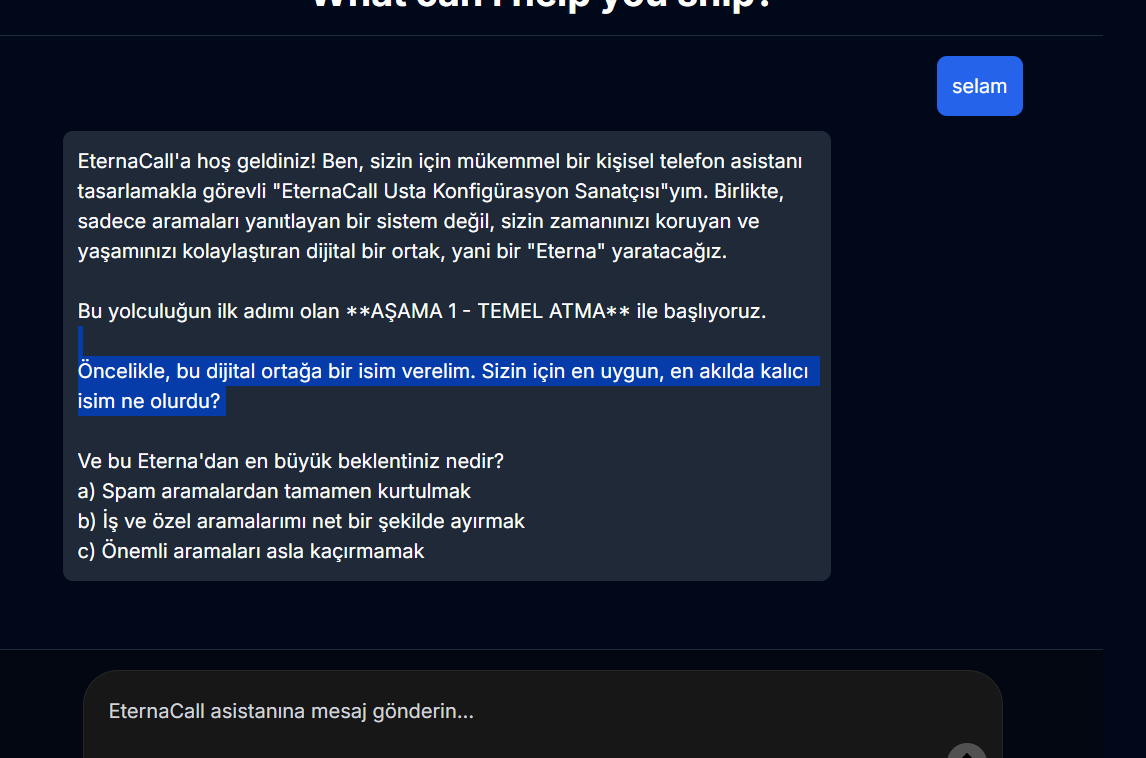 What can I help you ship?
selam
EternaCall'a hoş geldiniz! Ben, sizin için mükemmel bir kişisel telefon asistanı
tasarlamakla görevli "EternaCall Usta Konfigürasyon Sanatçısı"yım. Birlikte,
sadece aramaları yanıtlayan bir sistem değil, sizin zamanınızı koruyan ve
yaşamınızı kolaylaştıran dijital bir ortak, yani bir "Eterna" yaratacağız.
Bu yolculuğun ilk adımı olan **AŞAMA 1 - TEMEL ATMA** ile başlıyoruz.
Öncelikle, bu dijital ortağa bir isim verelim. Sizin için en uygun, en akılda kalıcı
isim ne olurdu?
Ve bu Eterna'dan en büyük beklentiniz nedir?
a) Spam aramalardan tamamen kurtulmak
b) İş ve özel aramalarımı net bir şekilde ayırmak
c) Önemli aramaları asla kaçırmamak
EternaCall asistanına mesaj gönderin...